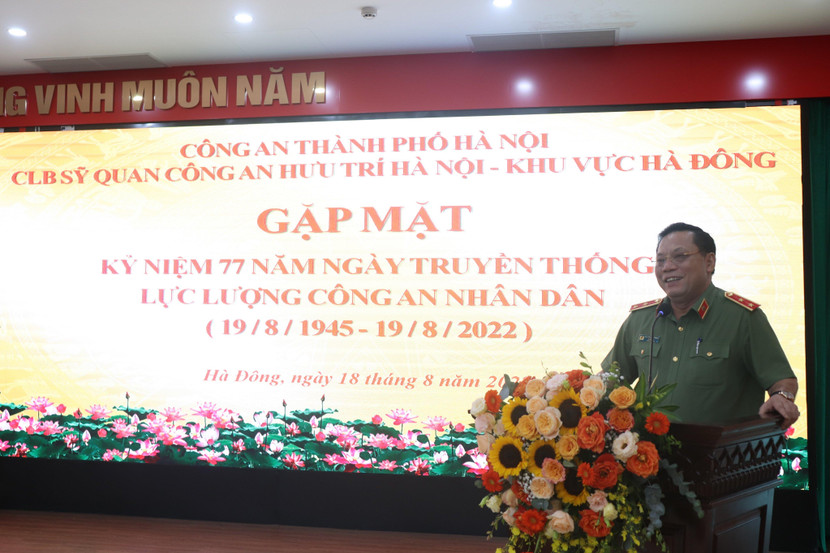 NG VINH MUÔN NĂM
CÔNG AN THÀNH PHỐ HÀ NỘI
CLB SỸ QUAN CÔNG AN HƯU TRÍ HÀ NỘI - KHU VỰC HÀ ĐÔNG
GẶP MẶT
KỶ NIỆM 77 NĂM NGÀY TRUYỀN THỐNG
LỰC LƯỢNG CÔNG AN NHÂN DÂN
( 19 / 8 / 1945 - 19 / 8 / 2022 )
Hà Đông, ngày 18 tháng 8 năm 202